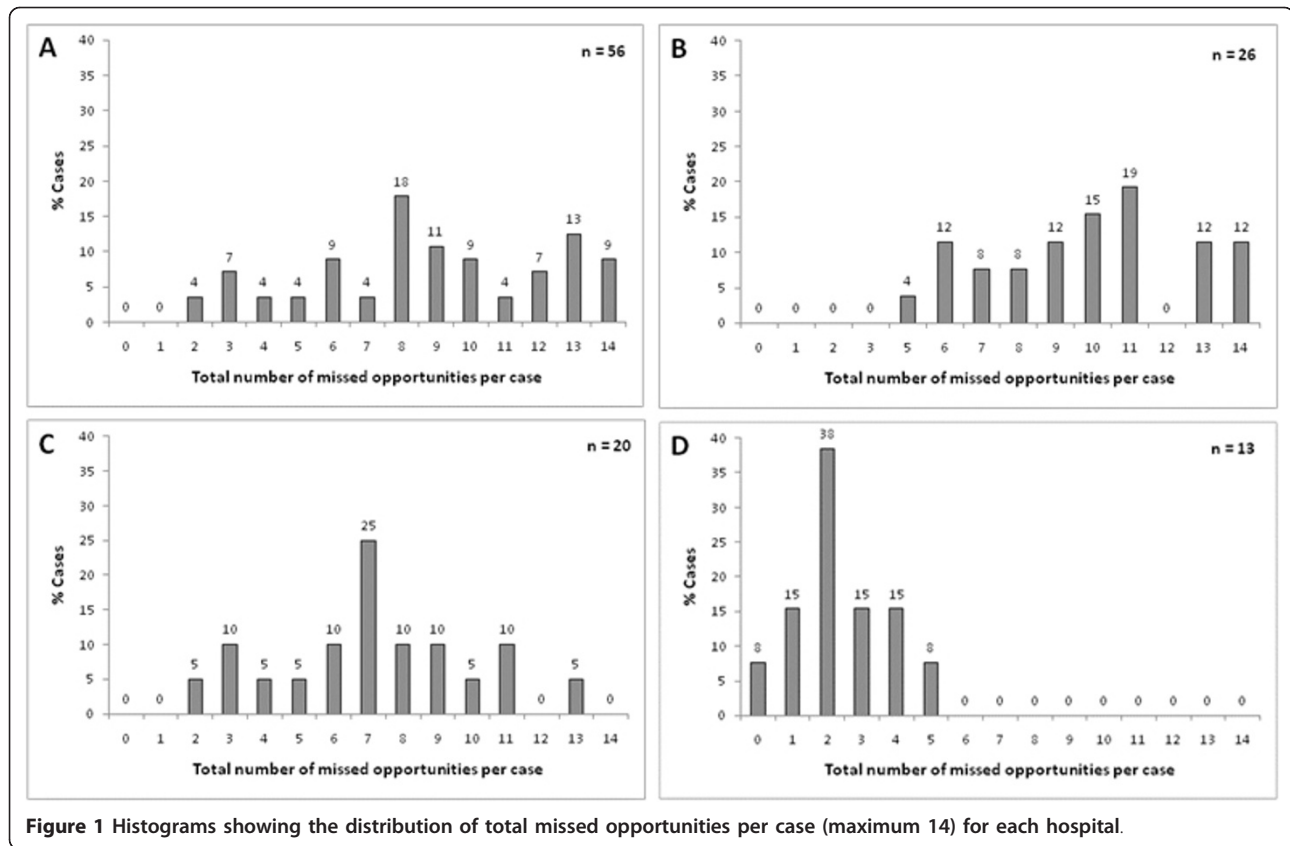 A
n = 56
40
35
30
25
20
15
10
5
0
% Cases
0 0 4 7 4 4 9 4 18 11 9 4 7 13 9
0 1 2 3 4 5 6 7 8 9 10 11 12 13 14
Total number of missed opportunities per case
B
n = 26
40
35
30
25
20
15
10
5
0
% Cases
0 0 0 0 4 12 8 8 12 15 19 0 12 12
0 1 2 3 5 6 7 8 9 10 11 12 13 14
Total number of missed opportunities per case
C
n = 20
40
35
30
25
20
15
10
5
0
% Cases
0 0 5 10 5 5 10 25 10 10 5 10 0 5 0
0 1 2 3 4 5 6 7 8 9 10 11 12 13 14
Total number of missed opportunities per case
D
n = 13
40
35
30
25
20
15
10
5
0
% Cases
8 15 38 15 15 8 0 0 0 0 0 0 0 0 0
0 1 2 3 4 5 6 7 8 9 10 11 12 13 14
Total number of missed opportunities per case
Figure 1 Histograms showing the distribution of total missed opportunities per case (maximum 14) for each hospital.